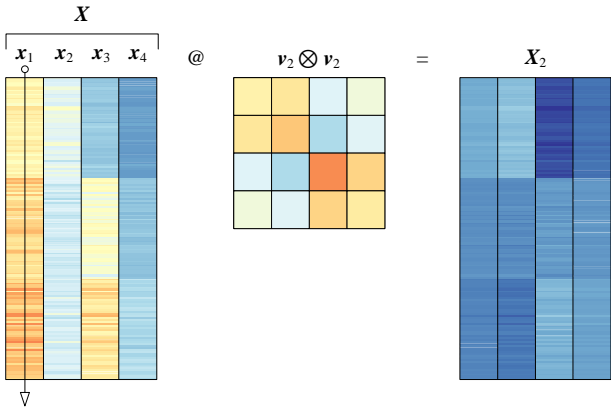 X
x₁ x₂ x₃ x₄ @ v₂ ⊗ v₂ = X₂